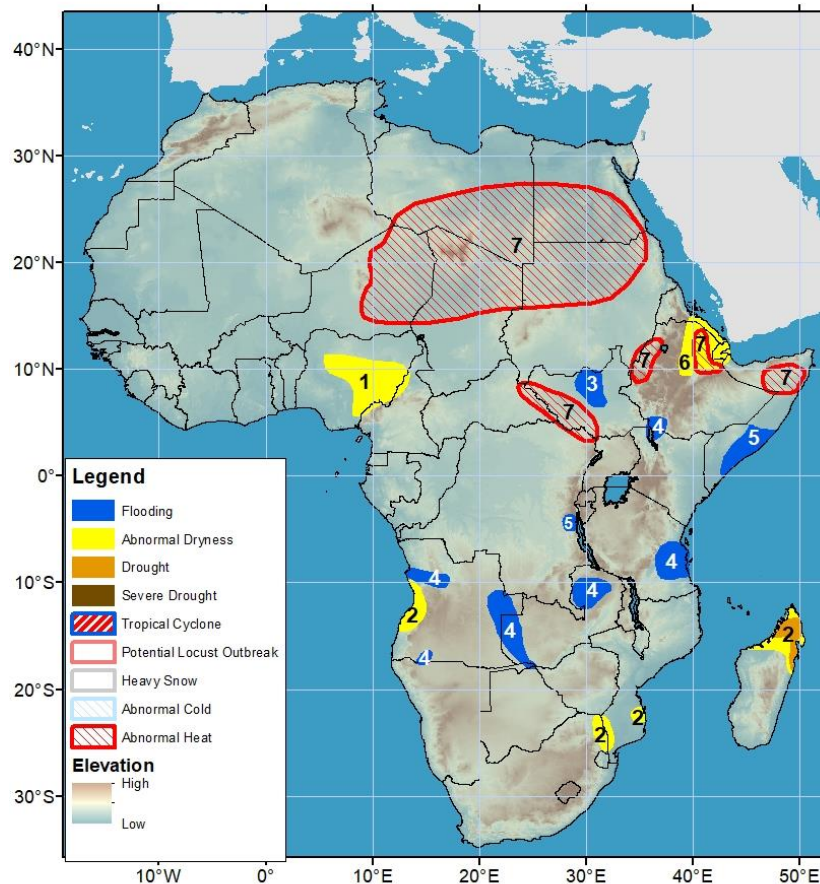 40°N
30°N
20°N
10°N
0°
10°S
20°S
30°S
7
7
7
6
7
1
3
7
4
5
5
4
4
4
2
4
4
2
2
2
Legend
Flooding
Abnormal Dryness
Drought
Severe Drought
Tropical Cyclone
Potential Locust Outbreak
Heavy Snow
Abnormal Cold
Abnormal Heat
Elevation
High
Low
10°W
0°
10°E
20°E
30°E
40°E
50°E